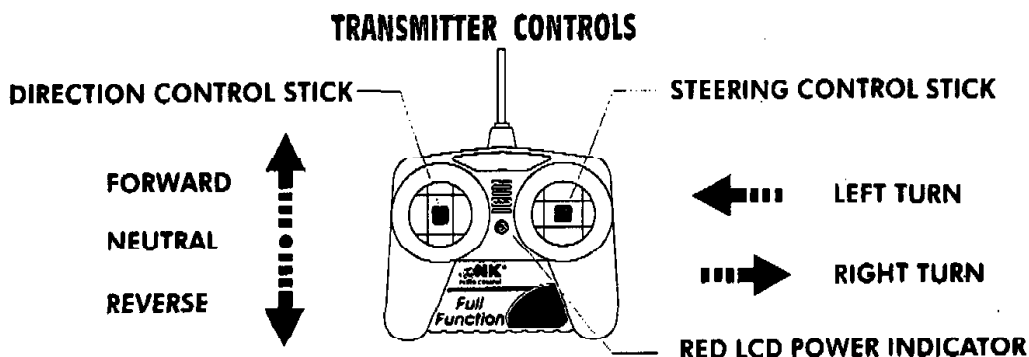 TRANSMITTER CONTROLS
DIRECTION CONTROL STICK
STEERING CONTROL STICK
FORWARD
NEUTRAL
REVERSE
LEFT TURN
RIGHT TURN
Full
Function
RED LCD POWER INDICATOR